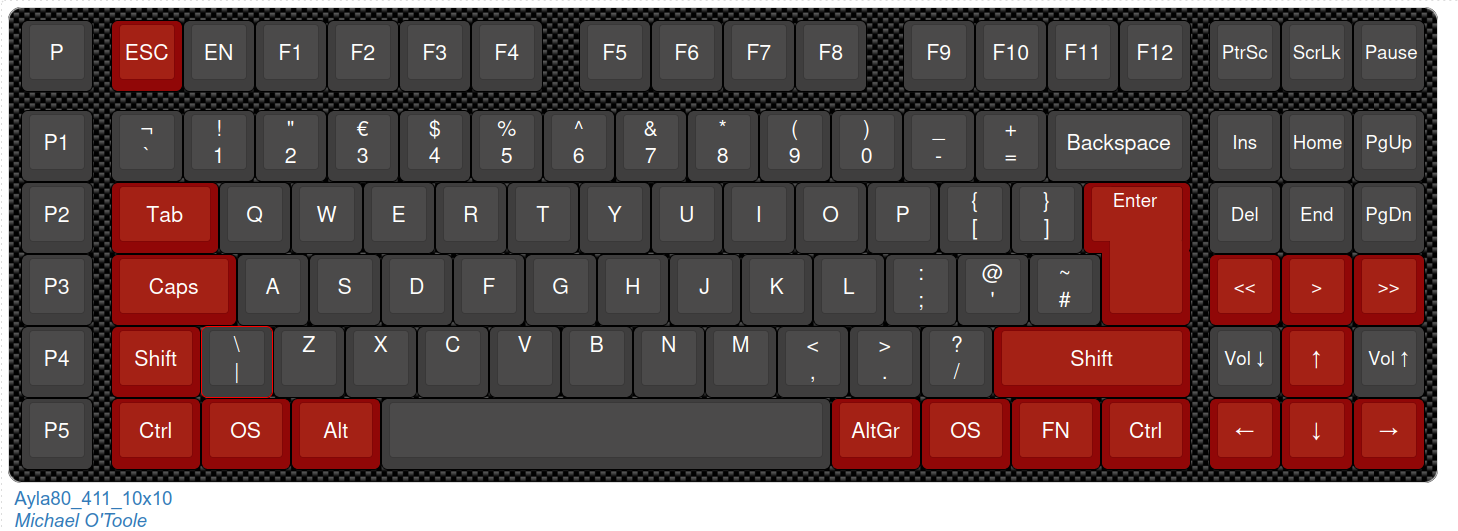 P ESC EN F1 F2 F3 F4 F5 F6 F7 F8 F9 F10 F11 F12 PtrSc ScrLk Pause
¬ ! " € $ % ^ & * ( ) _ +
P1 ` 1 2 3 4 5 6 7 8 9 0 - = Backspace Ins Home PgUp
P2 Tab Q W E R T Y U I O P { } Enter Del End PgDn
[ ]
P3 Caps A S D F G H J K L : @ ~ << > >>
; ' #
P4 Shift \ Z X C V B N M < > ? Shift Vol ↓ ↑ Vol ↑
| , . /
P5 Ctrl OS Alt AltGr OS FN Ctrl ← ↓ →
Ayla80_411_10x10
Michael O'Toole